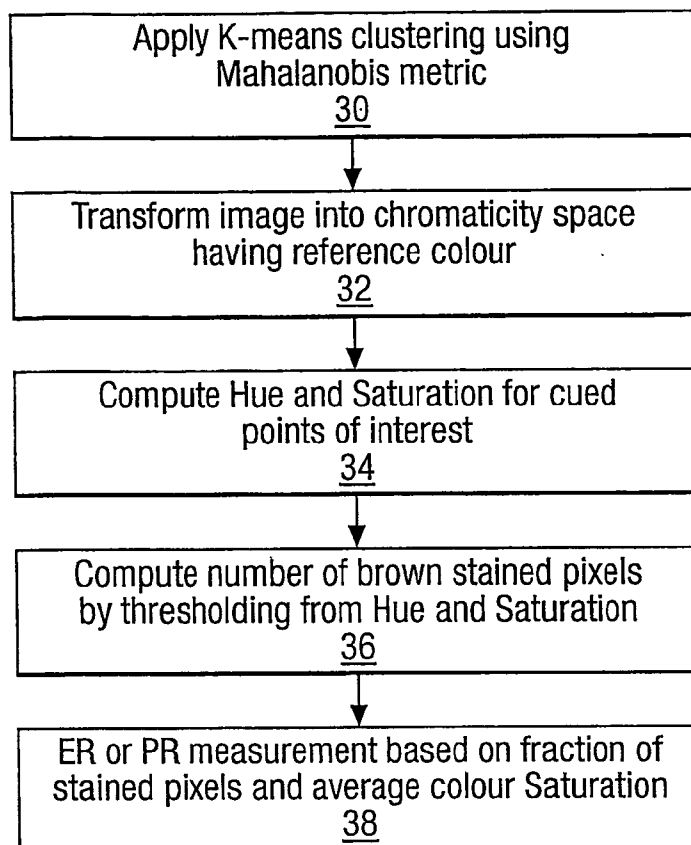 Apply K-means clustering using
Mahalanobis metric
30
Transform image into chromaticity space
having reference colour
32
Compute Hue and Saturation for cued
points of interest
34
Compute number of brown stained pixels
by thresholding from Hue and Saturation
36
ER or PR measurement based on fraction of
stained pixels and average colour Saturation
38